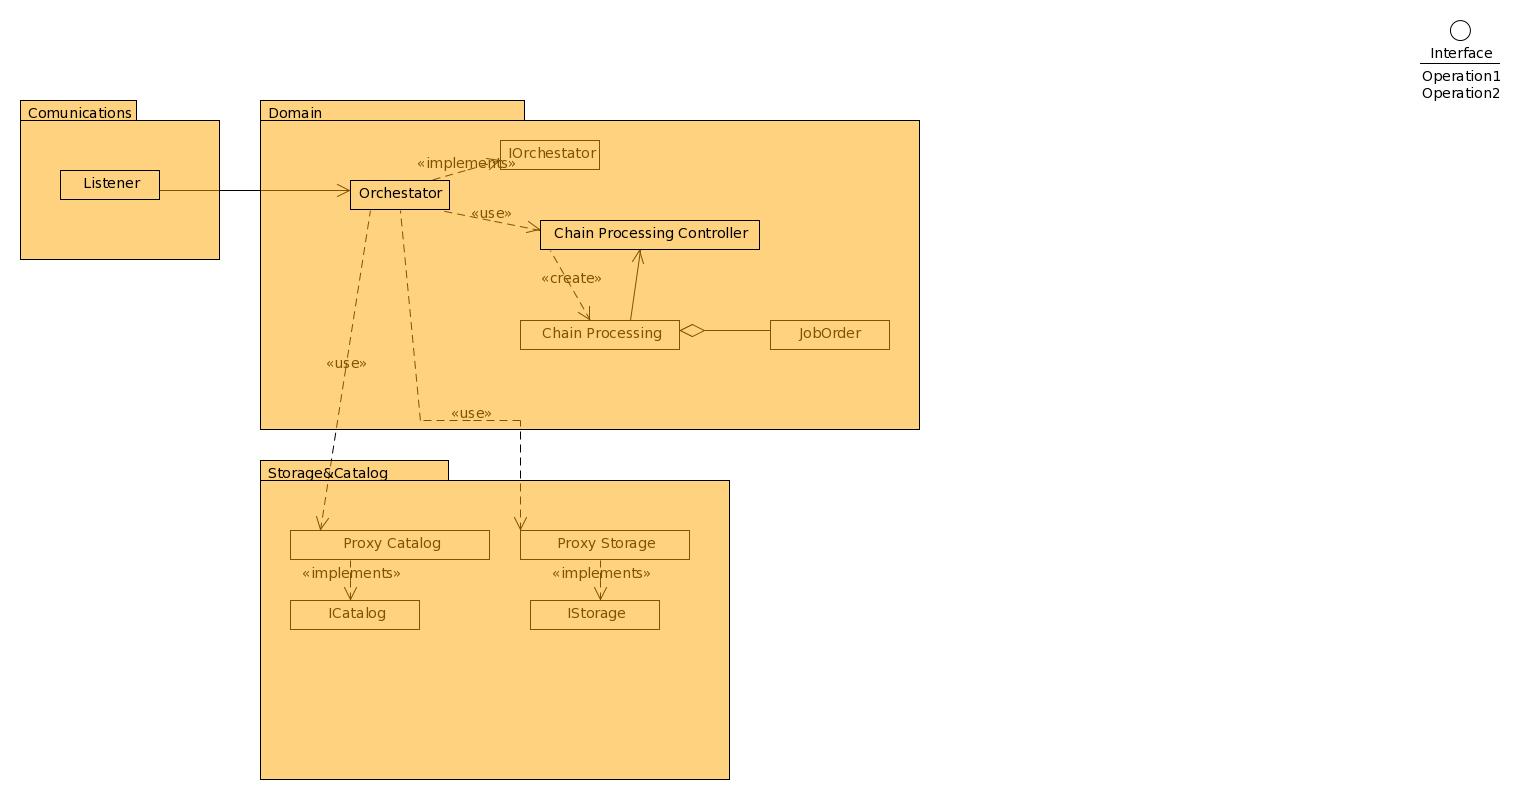 Interface
Operation1
Operation2
Comunications
Listener
Domain
«implements»
IOrchestator
Orchestator
«use»
Chain Processing Controller
«create»
Chain Processing
JobOrder
«use»
«use»
Storage&Catalog
Proxy Catalog
Proxy Storage
«implements»
«implements»
ICatalog
IStorage